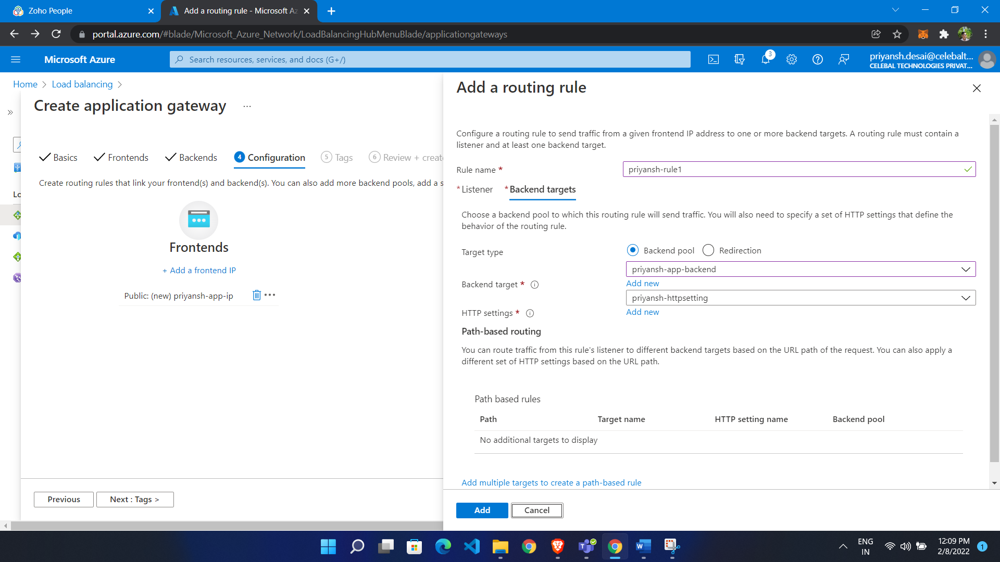 Zoho People
Add a routing rule - Microsoft Az
portal.azure.com/#blade/Microsoft_Azure_Network/LoadBalancingHubMenuBlade/applicationgateways
Microsoft Azure
Search resources, services, and docs (G+/)
3
priyansh.desai@celebalt...
CELEBAL TECHNOLOGIES PRIVAT...
Home > Load balancing >
Create application gateway ...
Basics
Frontends
Backends
4 Configuration
5 Tags
6 Review + create
Create routing rules that link your frontend(s) and backend(s). You can also add more backend pools, add a s
Lo
Frontends
+ Add a frontend IP
Public: (new) priyansh-app-ip
Previous
Next : Tags >
Add a routing rule
Configure a routing rule to send traffic from a given frontend IP address to one or more backend targets. A routing rule must contain a
listener and at least one backend target.
Rule name *
priyansh-rule1
* Listener
* Backend targets
Choose a backend pool to which this routing rule will send traffic. You will also need to specify a set of HTTP settings that define the
behavior of the routing rule.
Target type
Backend pool
Redirection
priyansh-app-backend
Backend target *
Add new
priyansh-httpsetting
HTTP settings *
Add new
Path-based routing
You can route traffic from this rule's listener to different backend targets based on the URL path of the request. You can also apply a
different set of HTTP settings based on the URL path.
Path based rules
Path
Target name
HTTP setting name
Backend pool
No additional targets to display
Add multiple targets to create a path-based rule
Add
Cancel
ENG
IN
12:09 PM
2/8/2022
1